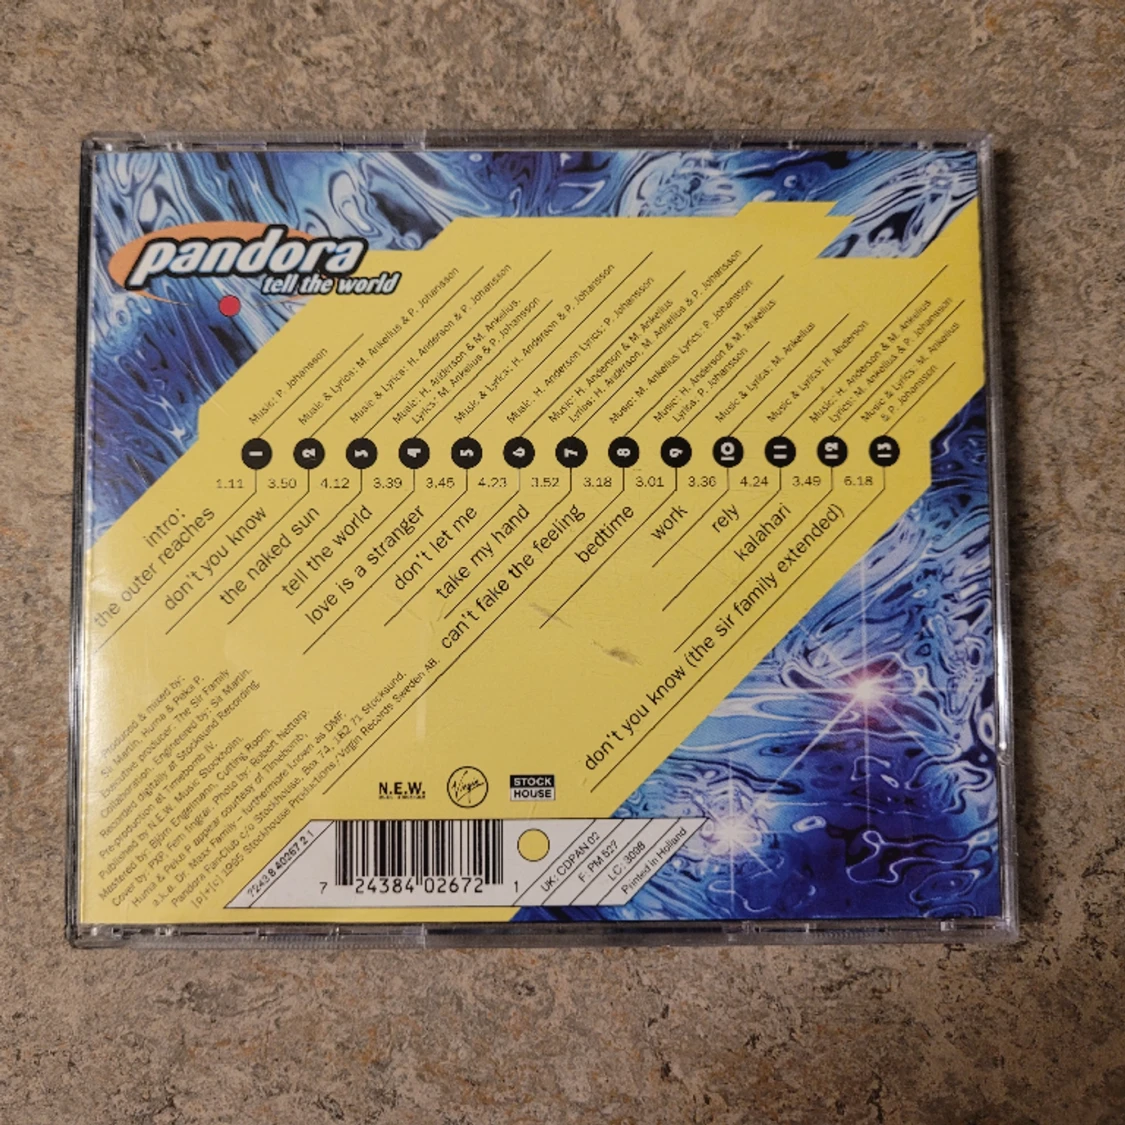 pandora
tell the world
Music: P. Johansson
Music & Lyrics: M. Ankelius & P. Johansson
Music & Lyrics: H. Anderson & P. Johansson
Music: H. Anderson & M. Ankelius,
Lyrics: M. Ankelius & P. Johansson
Music & Lyrics: H. Anderson & P. Johansson
Music: H. Anderson Lyrics: P. Johansson
Music: H. Anderson & M. Ankelius
Lyrics: H. Anderson, M. Ankelius & P. Johansson
Music: M. Ankelius Lyrics: P. Johansson
Music: H. Anderson & M. Ankelius
Lyrics: P. Johansson
Music & Lyrics: M. Ankelius
Music & Lyrics: H. Anderson
Music: H. Anderson & M. Ankelius
Lyrics: M. Ankelius & P. Johansson
Music & Lyrics: M. Ankelius
& P. Johansson
1 2 3 4 5 6 7 8 9 10 11 12 13
1.11 3.50 4.12 3.39 3.45 4.23 3.52 3.18 3.01 3.36 4.24 3.49 6.18
intro:
the outer reaches
don't you know
the naked sun
tell the world
love is a stranger
don't let me
take my hand
can't fake the feeling
bedtime
work
rely
kalahari
don't you know (the sir family extended)
Produced & mixed by:
Sir Martin, Huma & Peka P.
Executive producer: The Sir Family
Collaboration. Engineered by: Sir Martin.
Recorded digitally at Stocksund Recording.
Pre-production at Timebomb IV.
Published by N.E.W. Music Stockholm.
Mastered by: Björn Engelmann, Cutting Room
Photo by: Robert Nettarp.
Huma & Peka P appear courtesy of Timebomb,
a.k.a. Dr. Maxx Family – furthermore known as DMF.
Pandora Fan-Club, c/o Stockhouse, Box 74, 182 71 Stocksund.
(p)+(c) 1995 Stockhouse Productions / Virgin Records Sweden AB.
N.E.W.
Virgin
STOCK
HOUSE
7243 8 40267 2 1
7 24384 02672 1
UK: CDPAN 02
F: PM 527
LC: 3098
Printed in Holland